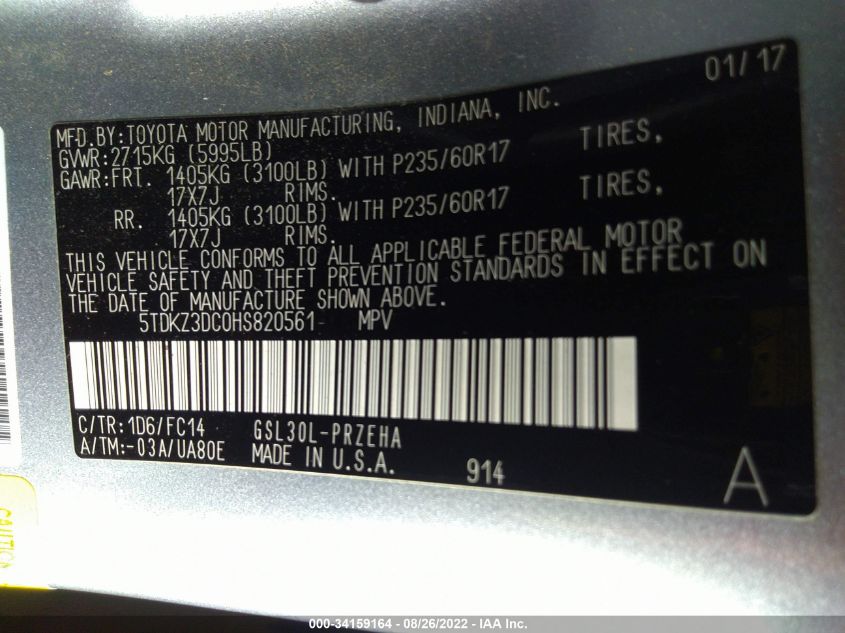 01/17
MFD.BY:TOYOTA MOTOR MANUFACTURING, INDIANA, INC.
GVWR:2715KG (5995LB)
GAWR:FRT. 1405KG (3100LB) WITH P235/60R17 TIRES,
17X7J RIMS.
RR. 1405KG (3100LB) WITH P235/60R17 TIRES,
17X7J RIMS.
THIS VEHICLE CONFORMS TO ALL APPLICABLE FEDERAL MOTOR
VEHICLE SAFETY AND THEFT PREVENTION STANDARDS IN EFFECT ON
THE DATE OF MANUFACTURE SHOWN ABOVE.
5TDKZ3DC0HS820561 MPV
C/TR:1D6/FC14 GSL30L-PRZEHA
A/TM:-03A/UA80E MADE IN U.S.A. 914
A
CAUTION
000-34159164 - 08/26/2022 - IAA Inc.